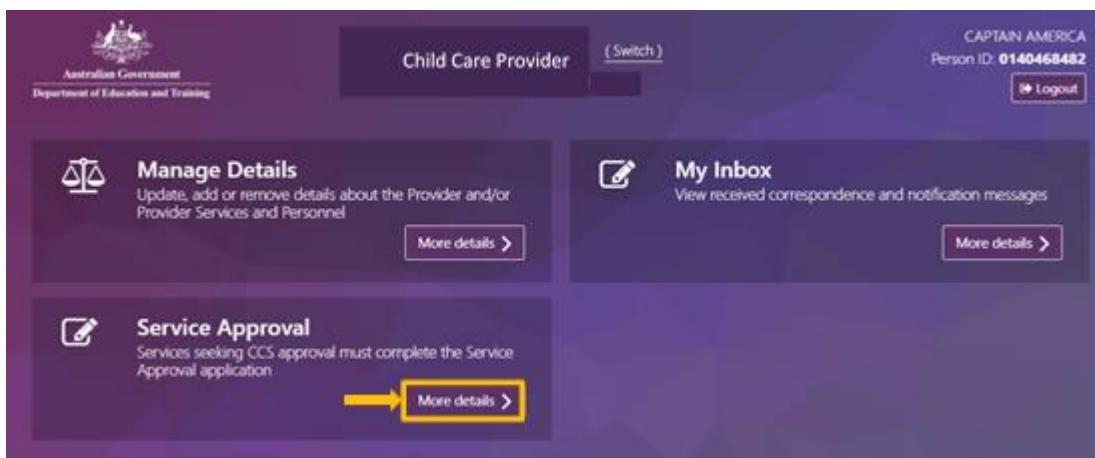 Australian Government
Department of Education and Training
Child Care Provider
( Switch )
CAPTAIN AMERICA
Person ID: 0140468482
Logout
Manage Details
Update, add or remove details about the Provider and/or
Provider Services and Personnel
More details
My Inbox
View received correspondence and notification messages
More details
Service Approval
Services seeking CCS approval must complete the Service
Approval application
More details